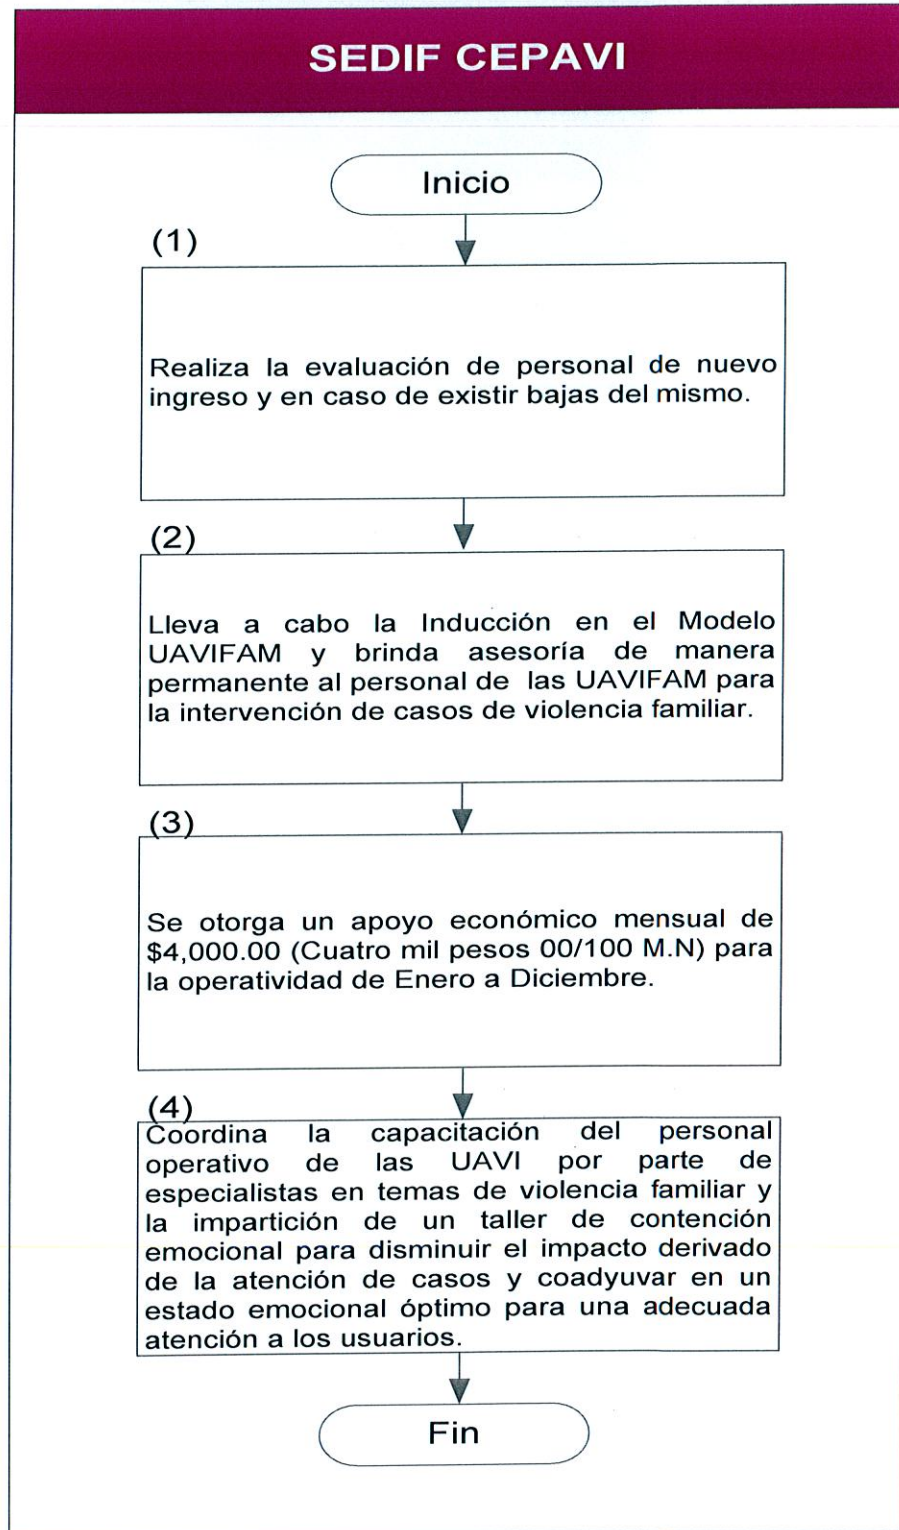 SEDIF CEPAVI
Inicio
(1)
Realiza la evaluación de personal de nuevo
ingreso y en caso de existir bajas del mismo.
(2)
Lleva a cabo la Inducción en el Modelo
UAVIFAM y brinda asesoría de manera
permanente al personal de las UAVIFAM para
la intervención de casos de violencia familiar.
(3)
Se otorga un apoyo económico mensual de
$4,000.00 (Cuatro mil pesos 00/100 M.N) para
la operatividad de Enero a Diciembre.
(4)
Coordina la capacitación del personal
operativo de las UAVI por parte de
especialistas en temas de violencia familiar y
la impartición de un taller de contención
emocional para disminuir el impacto derivado
de la atención de casos y coadyuvar en un
estado emocional óptimo para una adecuada
atención a los usuarios.
Fin